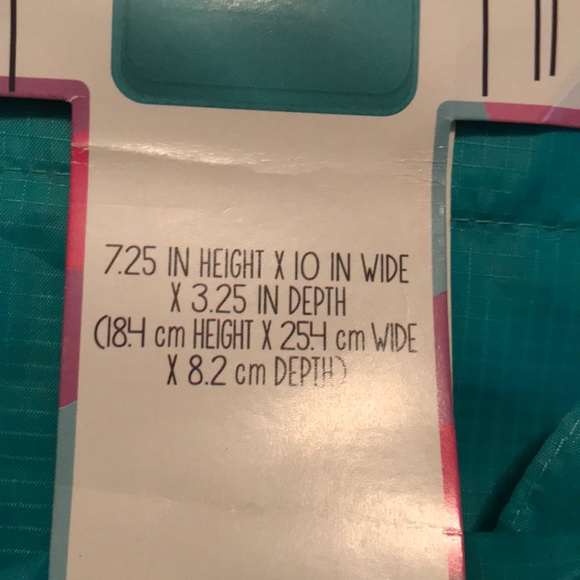 7.25 IN HEIGHT X 10 IN WIDE
X 3.25 IN DEPTH
(18.4 cm HEIGHT X 25.4 cm WIDE
X 8.2 cm DEPTH)